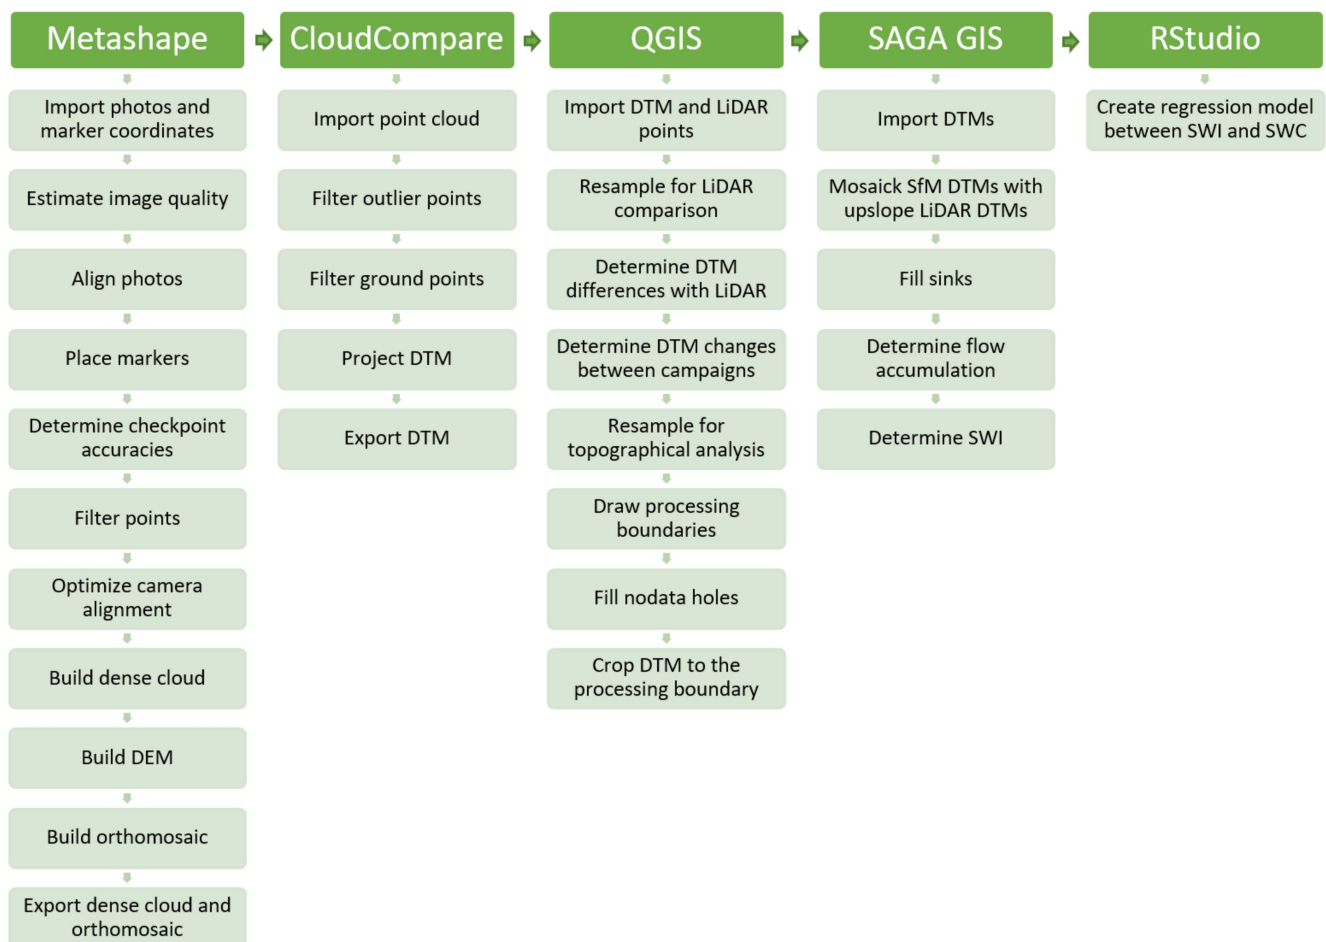 Metashape
Import photos and
marker coordinates
Estimate image quality
Align photos
Place markers
Determine checkpoint
accuracies
Filter points
Optimize camera
alignment
Build dense cloud
Build DEM
Build orthomosaic
Export dense cloud and
orthomosaic
CloudCompare
Import point cloud
Filter outlier points
Filter ground points
Project DTM
Export DTM
QGIS
Import DTM and LiDAR
points
Resample for LiDAR
comparison
Determine DTM
differences with LiDAR
Determine DTM changes
between campaigns
Resample for
topographical analysis
Draw processing
boundaries
Fill nodata holes
Crop DTM to the
processing boundary
SAGA GIS
Import DTMs
Mosaick SfM DTMs with
upslope LiDAR DTMs
Fill sinks
Determine flow
accumulation
Determine SWI
RStudio
Create regression model
between SWI and SWC